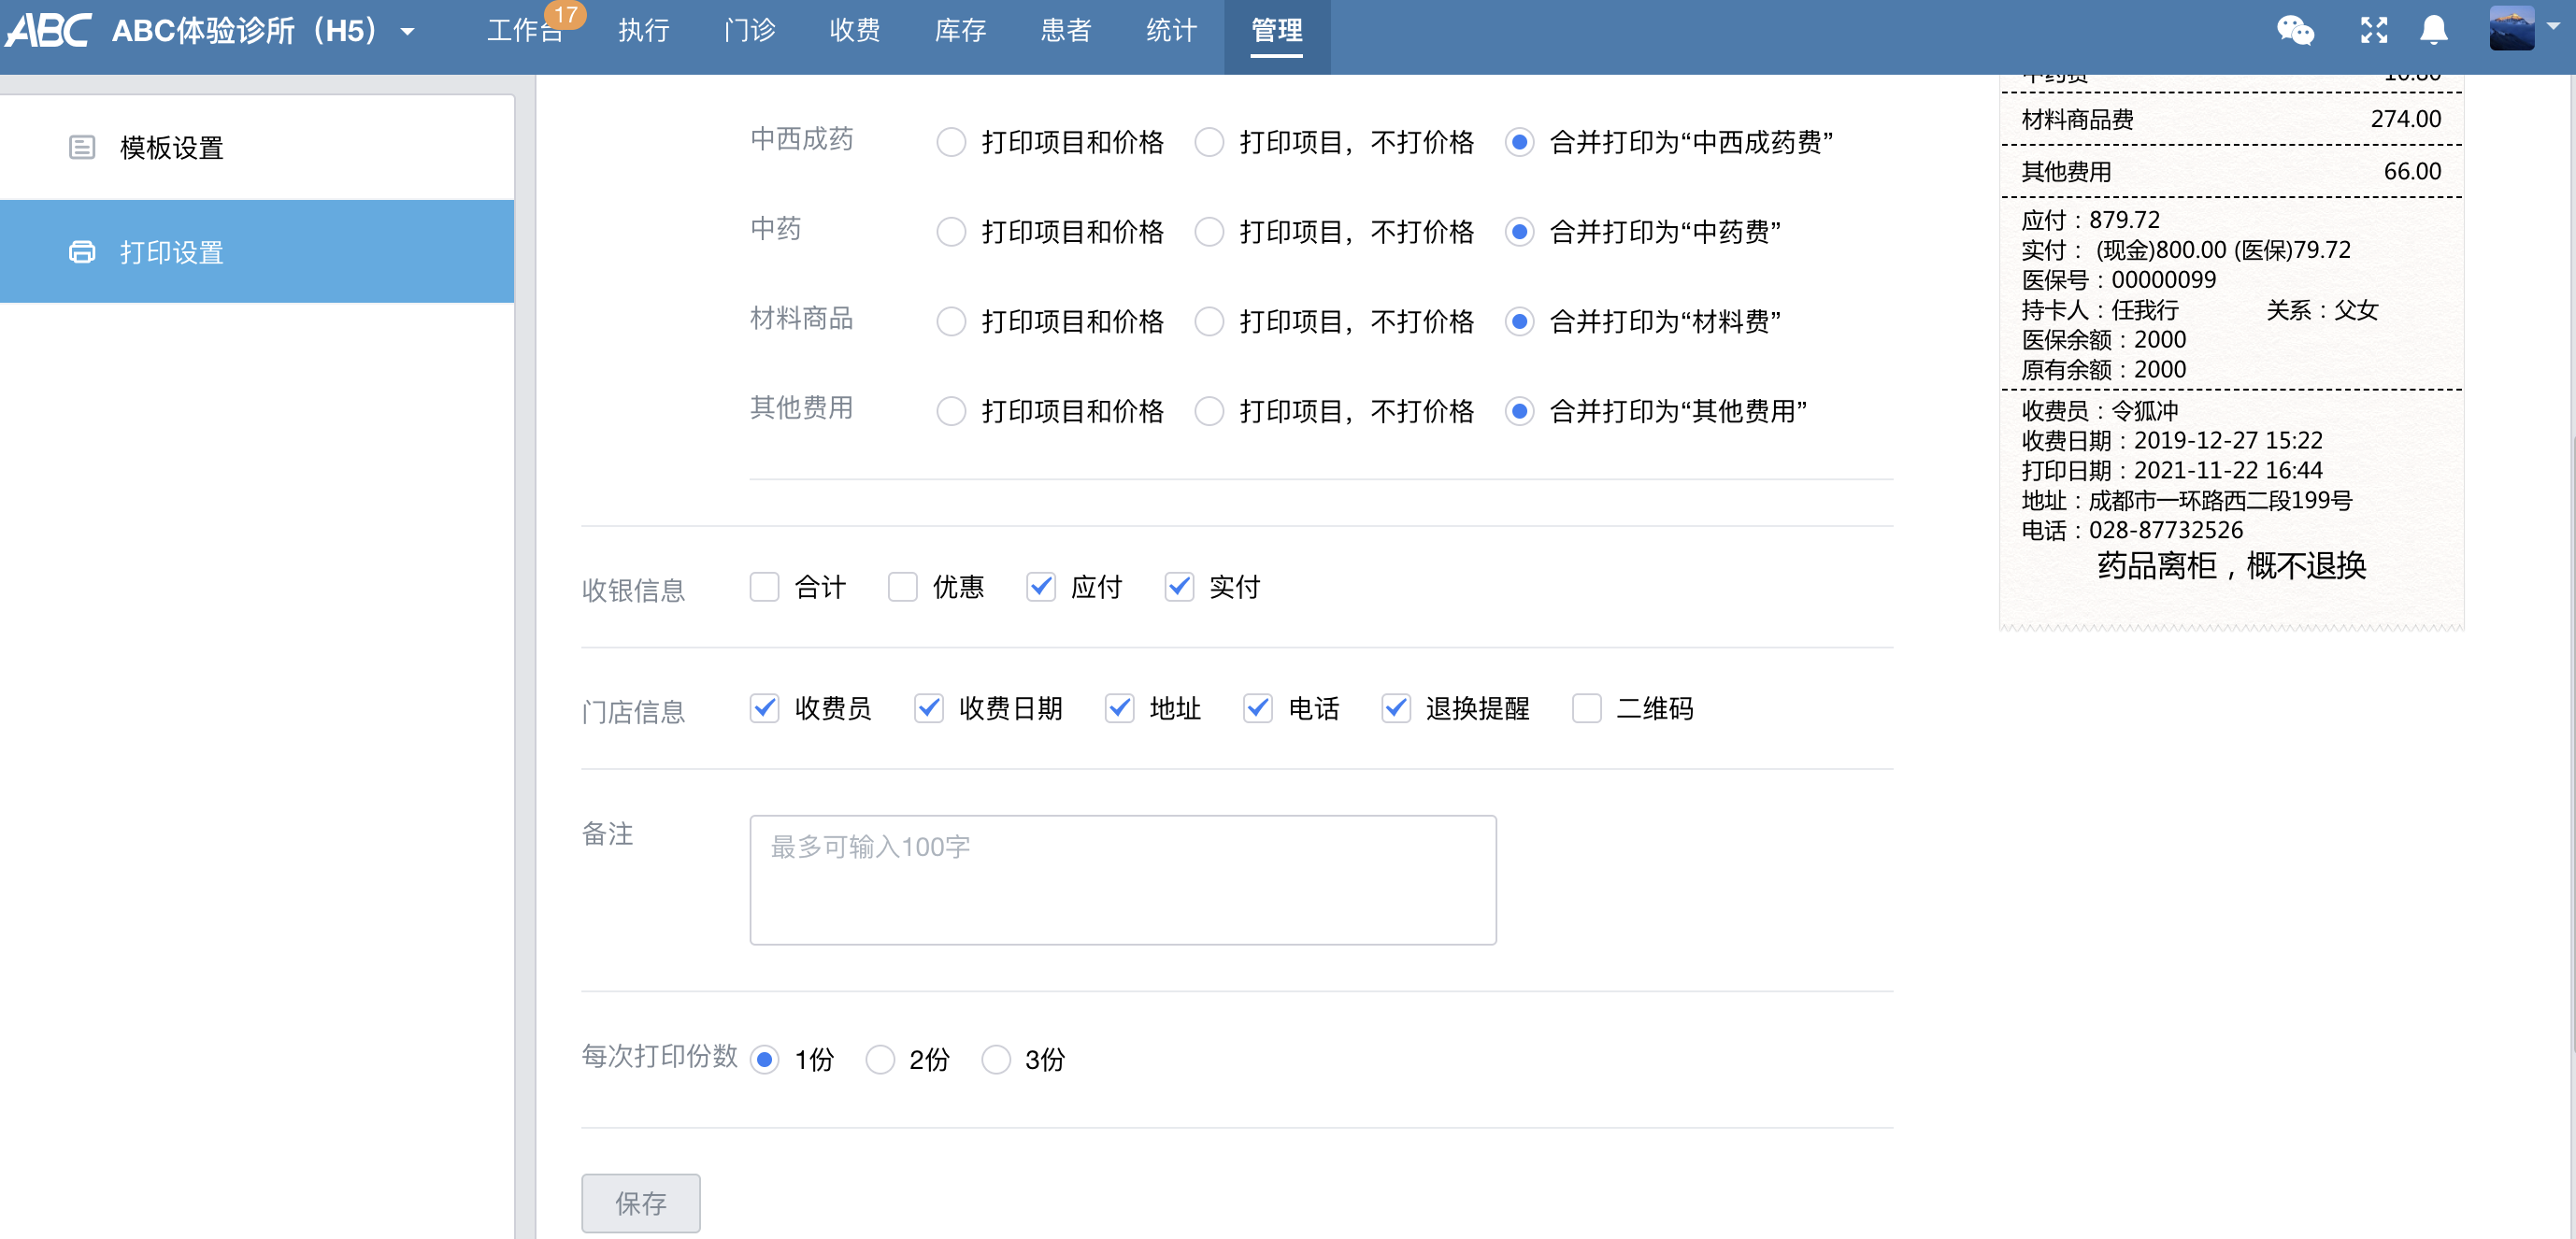 ABC ABC体验诊所（H5） 工作台 17 执行 门诊 收费 库存 患者 统计 管理
模板设置
打印设置
中西成药 打印项目和价格 打印项目，不打价格 合并打印为“中西成药费”
中药 打印项目和价格 打印项目，不打价格 合并打印为“中药费”
材料商品 打印项目和价格 打印项目，不打价格 合并打印为“材料费”
其他费用 打印项目和价格 打印项目，不打价格 合并打印为“其他费用”
收银信息 合计 优惠 应付 实付
门店信息 收费员 收费日期 地址 电话 退换提醒 二维码
备注 最多可输入100字
每次打印份数 1份 2份 3份
保存
中药费 10.80
材料商品费 274.00
其他费用 66.00
应付：879.72
实付： (现金)800.00 (医保)79.72
医保号：00000099
持卡人：任我行 关系：父女
医保余额：2000
原有余额：2000
收费员：令狐冲
收费日期：2019-12-27 15:22
打印日期：2021-11-22 16:44
地址：成都市一环路西二段199号
电话：028-87732526
药品离柜，概不退换